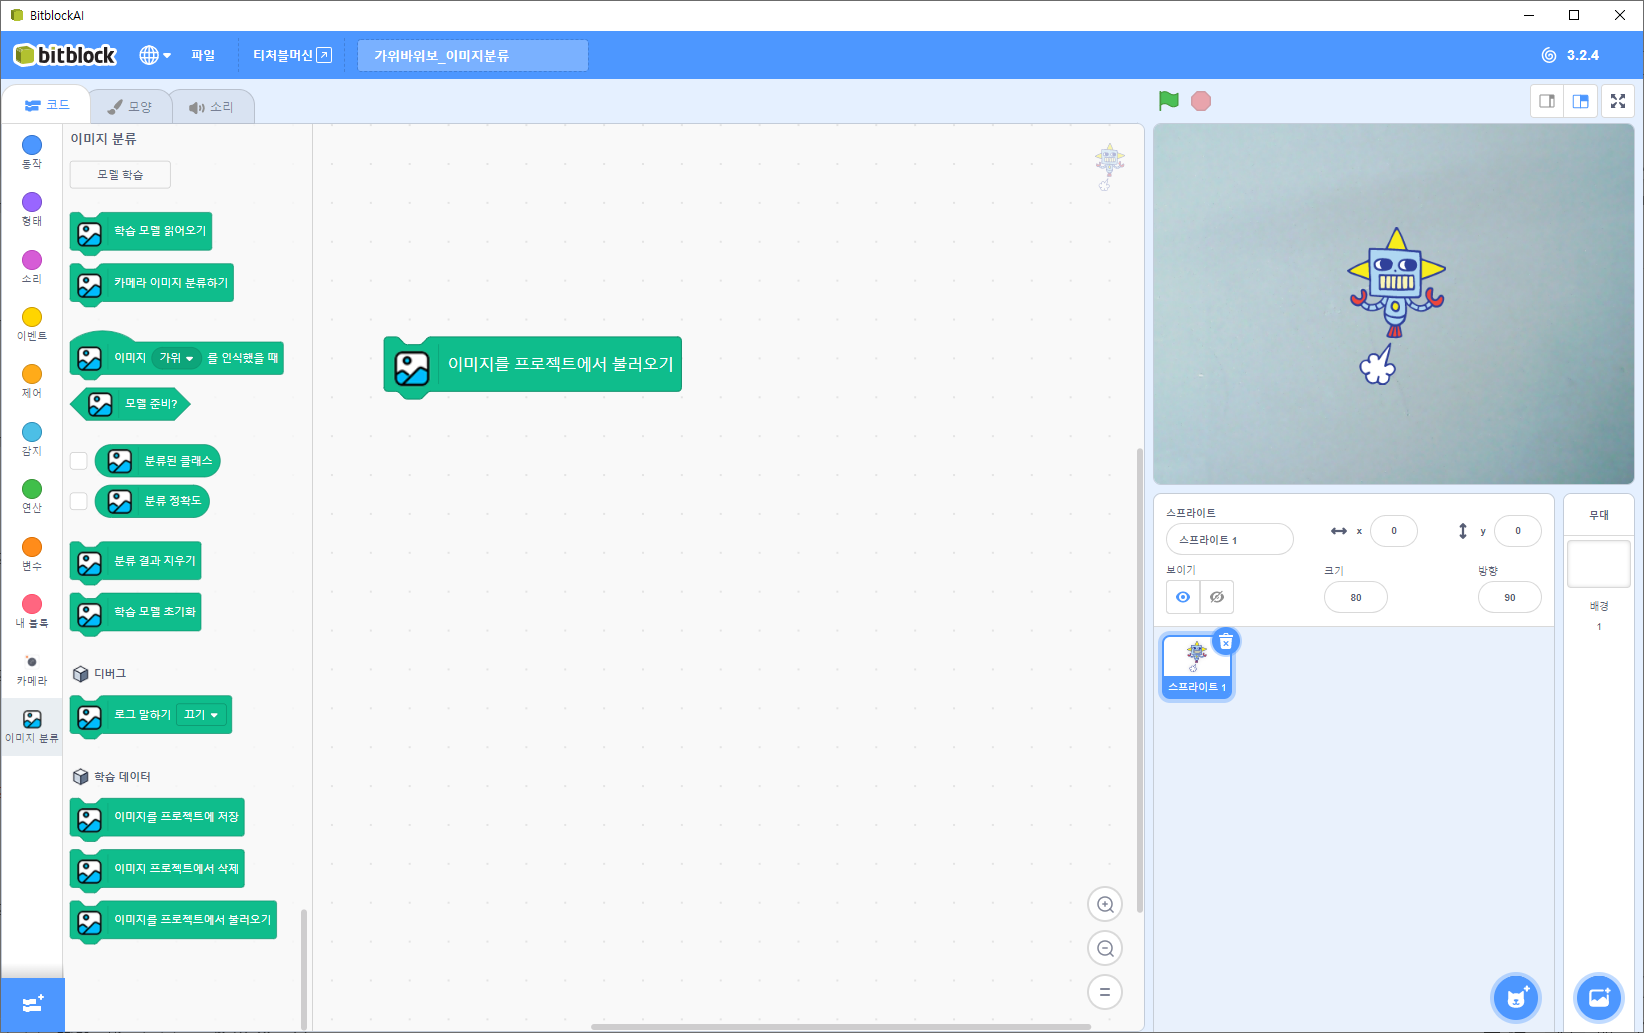 BitblockAI
bitblock
파일
티처블머신
가위바위보_이미지분류
3.2.4
코드
모양
소리
동작
형태
소리
이벤트
제어
감지
연산
변수
내 블록
카메라
이미지 분류
이미지 분류
모델 학습
학습 모델 읽어오기
카메라 이미지 분류하기
이미지 가위 를 인식했을 때
모델 준비?
분류된 클래스
분류 정확도
분류 결과 지우기
학습 모델 초기화
디버그
로그 말하기 끄기
학습 데이터
이미지를 프로젝트에 저장
이미지 프로젝트에서 삭제
이미지를 프로젝트에서 불러오기
이미지를 프로젝트에서 불러오기
스프라이트
스프라이트 1
x 0
y 0
보이기
크기
80
방향
90
스프라이트 1
무대
배경
1